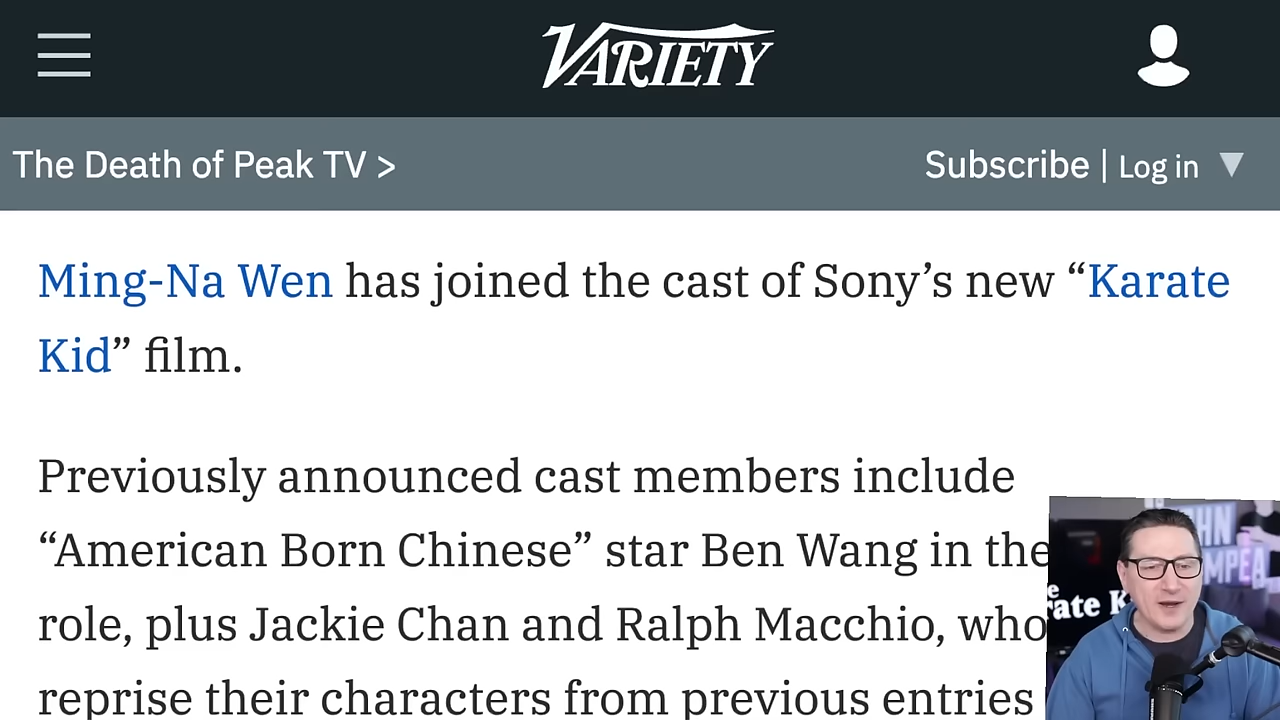 VARIETY
The Death of Peak TV >
Subscribe | Log in ▼
Ming-Na Wen has joined the cast of Sony’s new “Karate
Kid” film.
Previously announced cast members include
“American Born Chinese” star Ben Wang in the
role, plus Jackie Chan and Ralph Macchio, who
reprise their characters from previous entries